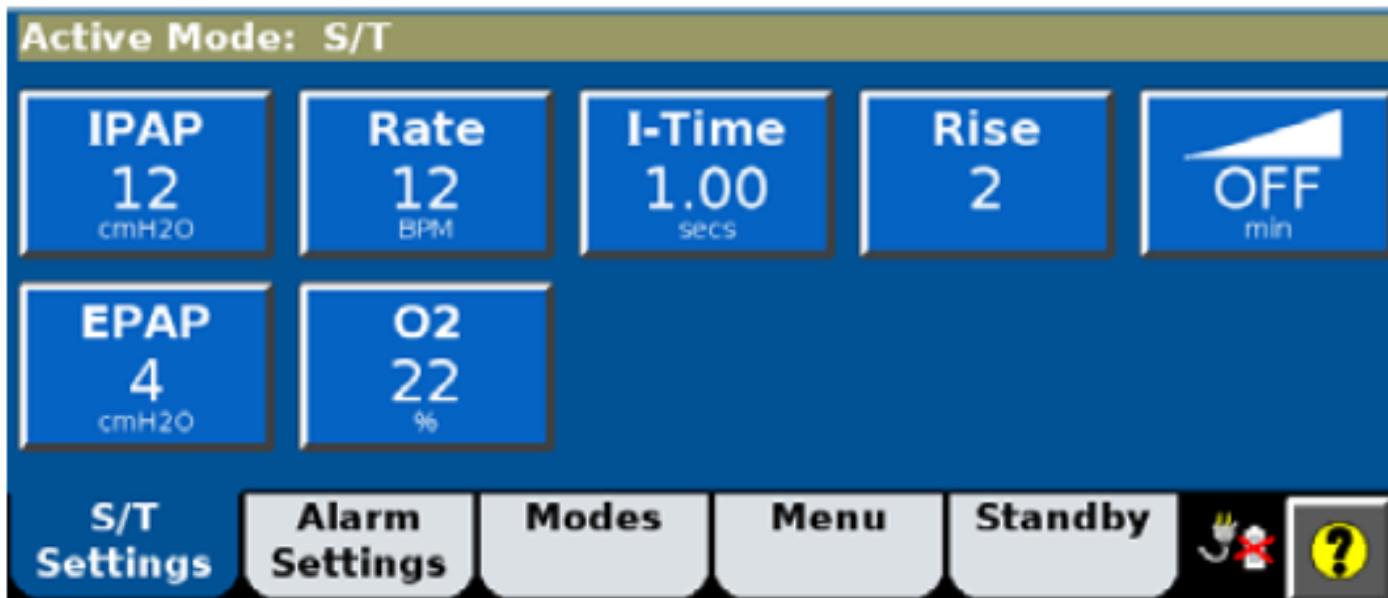 Active Mode: S/T
IPAP
12
cmH2O
Rate
12
BPM
I-Time
1.00
secs
Rise
2
OFF
min
EPAP
4
cmH2O
O2
22
%
S/T
Settings
Alarm
Settings
Modes
Menu
Standby
?